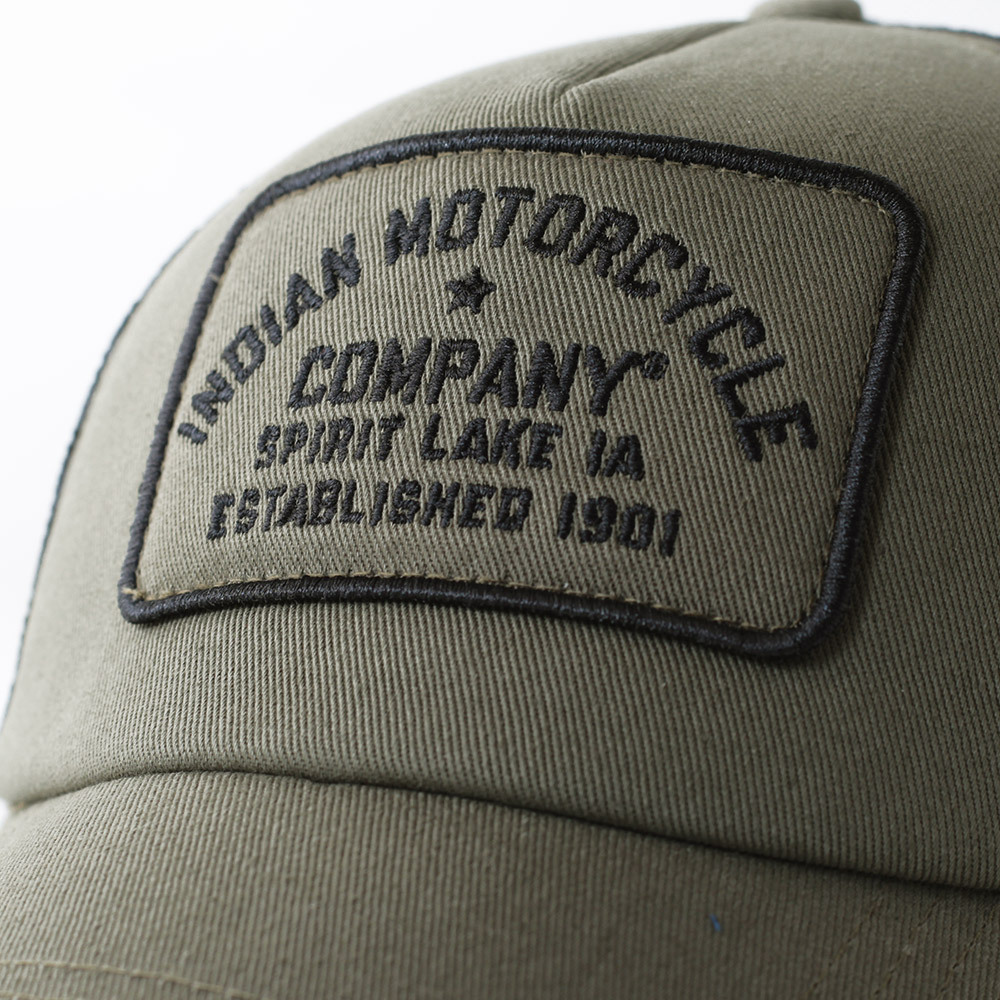 INDIAN MOTORCYCLE
COMPANY®
SPIRIT LAKE IA
ESTABLISHED 1901